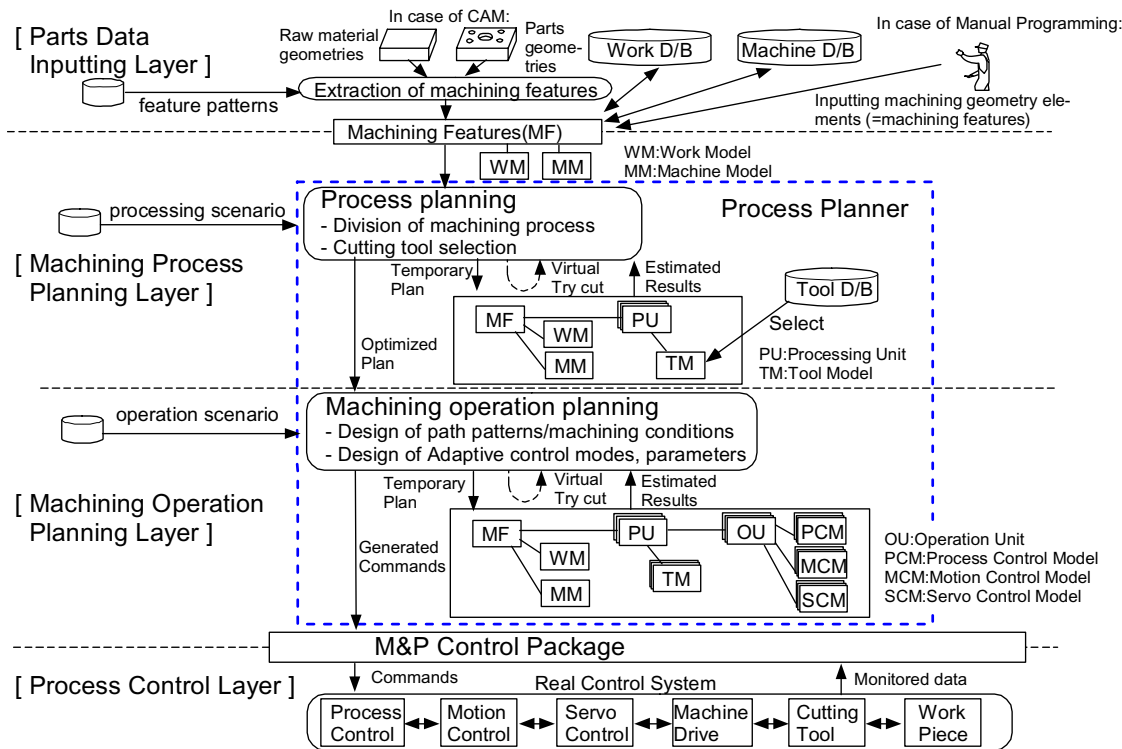 [ Parts Data
Inputting Layer ]
In case of CAM:
Raw material
geometries
Parts
geome-
tries
Work D/B
Machine D/B
In case of Manual Programming:
feature patterns
Extraction of machining features
Inputting machining geometry ele-
ments (=machining features)
Machining Features(MF)
WM
MM
WM:Work Model
MM:Machine Model
processing scenario
Process planning
- Division of machining process
- Cutting tool selection
Process Planner
[ Machining Process
Planning Layer ]
Temporary
Plan
Virtual
Try cut
Estimated
Results
Tool D/B
MF
WM
MM
PU
TM
Select
Optimized
Plan
PU:Processing Unit
TM:Tool Model
operation scenario
Machining operation planning
- Design of path patterns/machining conditions
- Design of Adaptive control modes, parameters
[ Machining Operation
Planning Layer ]
Temporary
Plan
Virtual
Try cut
Estimated
Results
Generated
Commands
MF
WM
MM
PU
TM
OU
PCM
MCM
SCM
OU:Operation Unit
PCM:Process Control Model
MCM:Motion Control Model
SCM:Servo Control Model
M&P Control Package
[ Process Control Layer ]
Commands
Real Control System
Monitored data
Process
Control
Motion
Control
Servo
Control
Machine
Drive
Cutting
Tool
Work
Piece